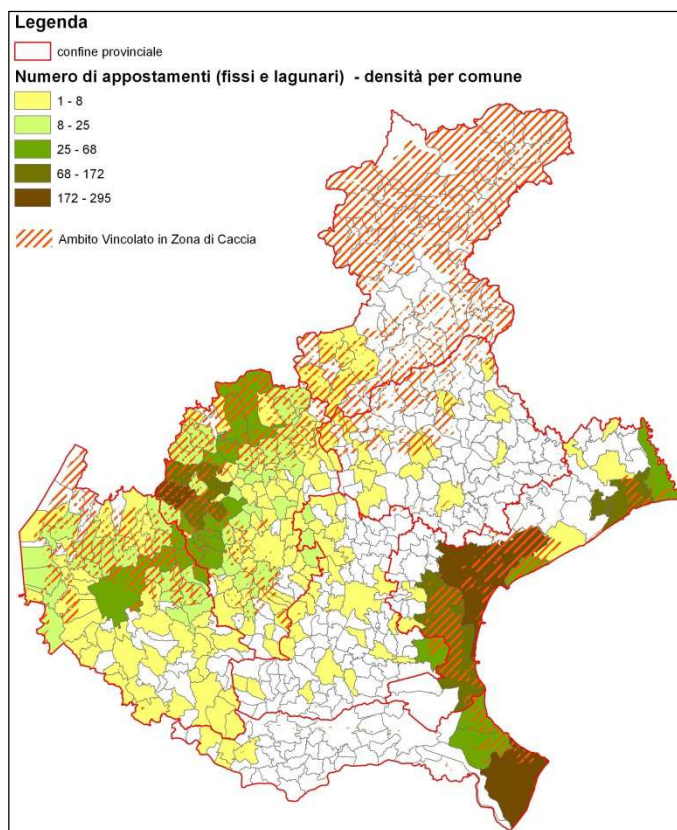 Legenda
confine provinciale
Numero di appostamenti (fissi e lagunari) - densità per comune
1 - 8
8 - 25
25 - 68
68 - 172
172 - 295
Ambito Vincolato in Zona di Caccia